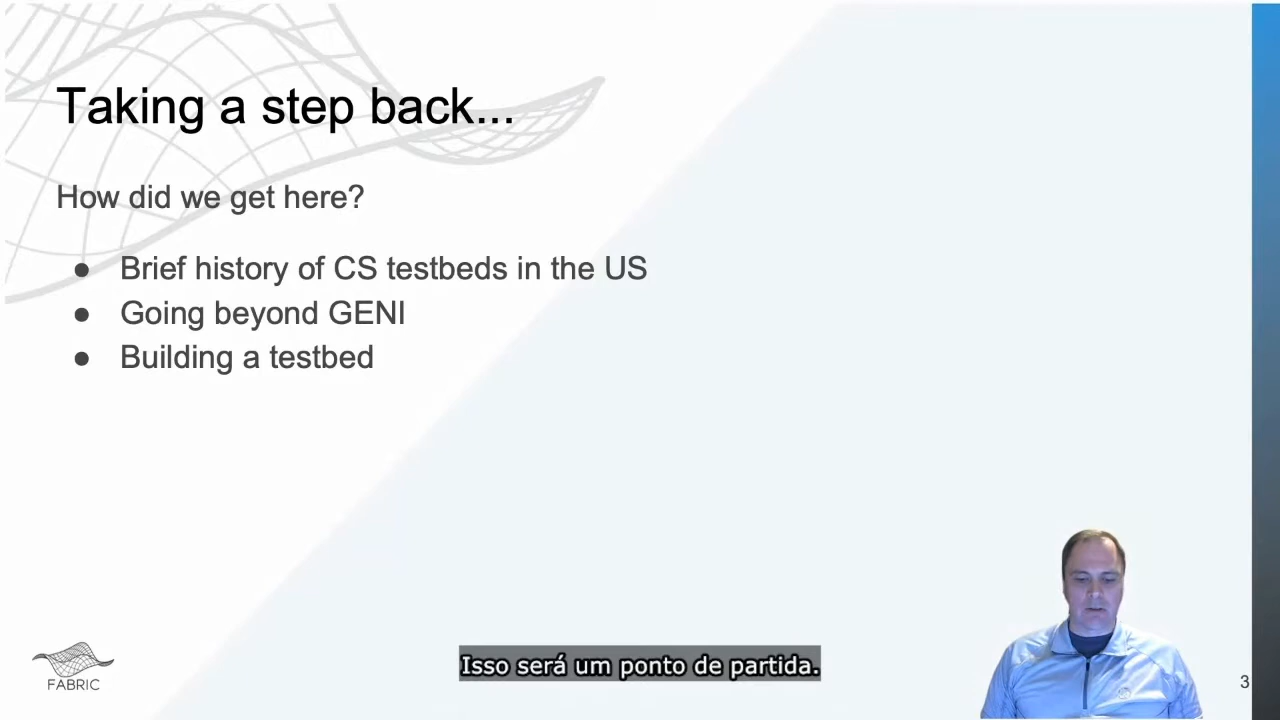 Taking a step back...
How did we get here?
● Brief history of CS testbeds in the US
● Going beyond GENI
● Building a testbed
Isso será um ponto de partida.
FABRIC
3